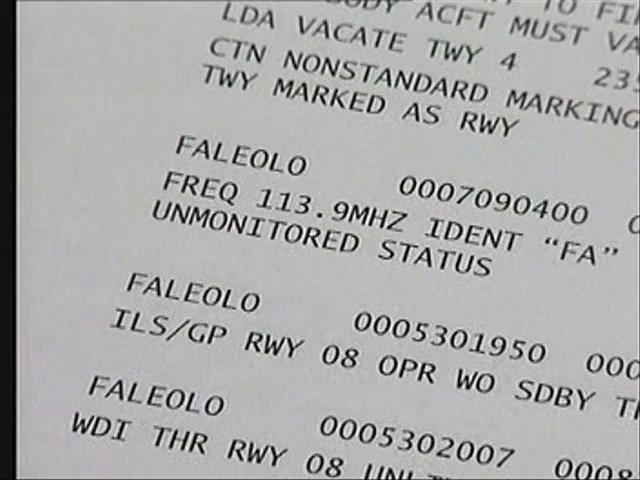 ACFT MUST
LDA VACATE TWY 4
CTN NONSTANDARD MARKING
TWY MARKED AS RWY
FALEOLO 0007090400
FREQ 113.9MHZ IDENT “FA”
UNMONITORED STATUS
FALEOLO 0005301950
ILS/GP RWY 08 OPR WO SDBY
FALEOLO 0005302007
WDI THR RWY 08